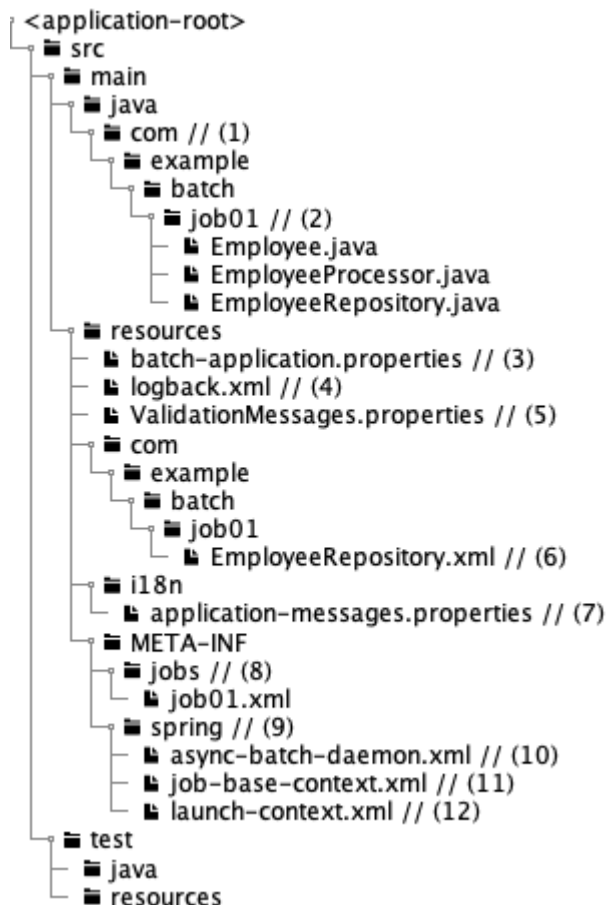 <application-root>
src
main
java
com // (1)
example
batch
job01 // (2)
Employee.java
EmployeeProcessor.java
EmployeeRepository.java
resources
batch-application.properties // (3)
logback.xml // (4)
ValidationMessages.properties // (5)
com
example
batch
job01
EmployeeRepository.xml // (6)
i18n
application-messages.properties // (7)
META-INF
jobs // (8)
job01.xml
spring // (9)
async-batch-daemon.xml // (10)
job-base-context.xml // (11)
launch-context.xml // (12)
test
java
resources